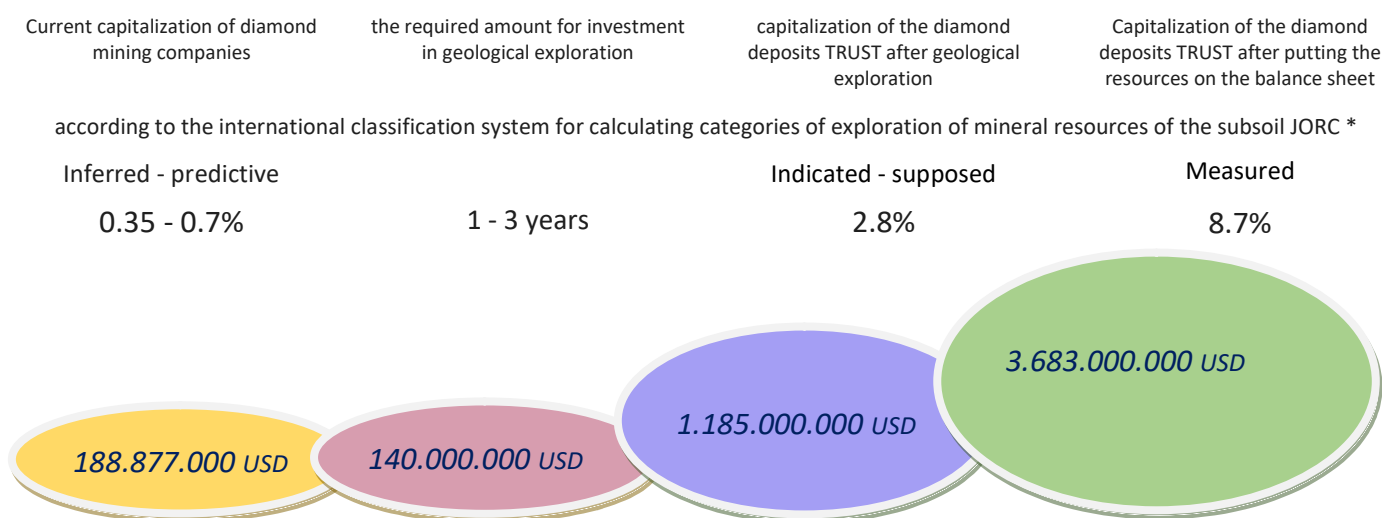 Current capitalization of diamond
mining companies
the required amount for investment
in geological exploration
capitalization of the diamond
deposits TRUST after geological
exploration
Capitalization of the diamond
deposits TRUST after putting the
resources on the balance sheet
according to the international classification system for calculating categories of exploration of mineral resources of the subsoil JORC *
Inferred - predictive
Indicated - supposed
Measured
0.35 - 0.7%
1 - 3 years
2.8%
8.7%
188.877.000 USD
140.000.000 USD
1.185.000.000 USD
3.683.000.000 USD